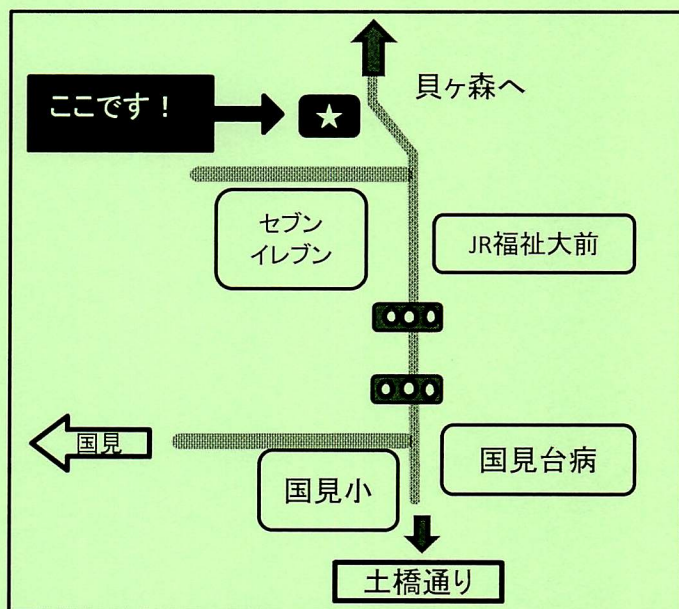 貝ヶ森へ
ここです！
セブン
イレブン
JR福祉大前
国見
国見小
国見台病
土橋通り